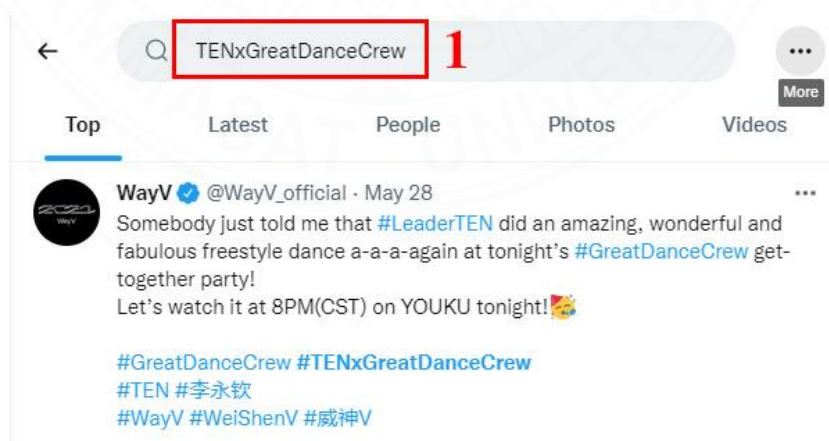 TENxGreatDanceCrew
1
More
Top Latest People Photos Videos
WayV @WayV_official · May 28
Somebody just told me that #LeaderTEN did an amazing, wonderful and
fabulous freestyle dance a-a-a-again at tonight's #GreatDanceCrew get-
together party!
Let's watch it at 8PM(CST) on YOUKU tonight!🥳
#GreatDanceCrew #TENxGreatDanceCrew
#TEN #李永钦
#WayV #WeiShenV #威神V